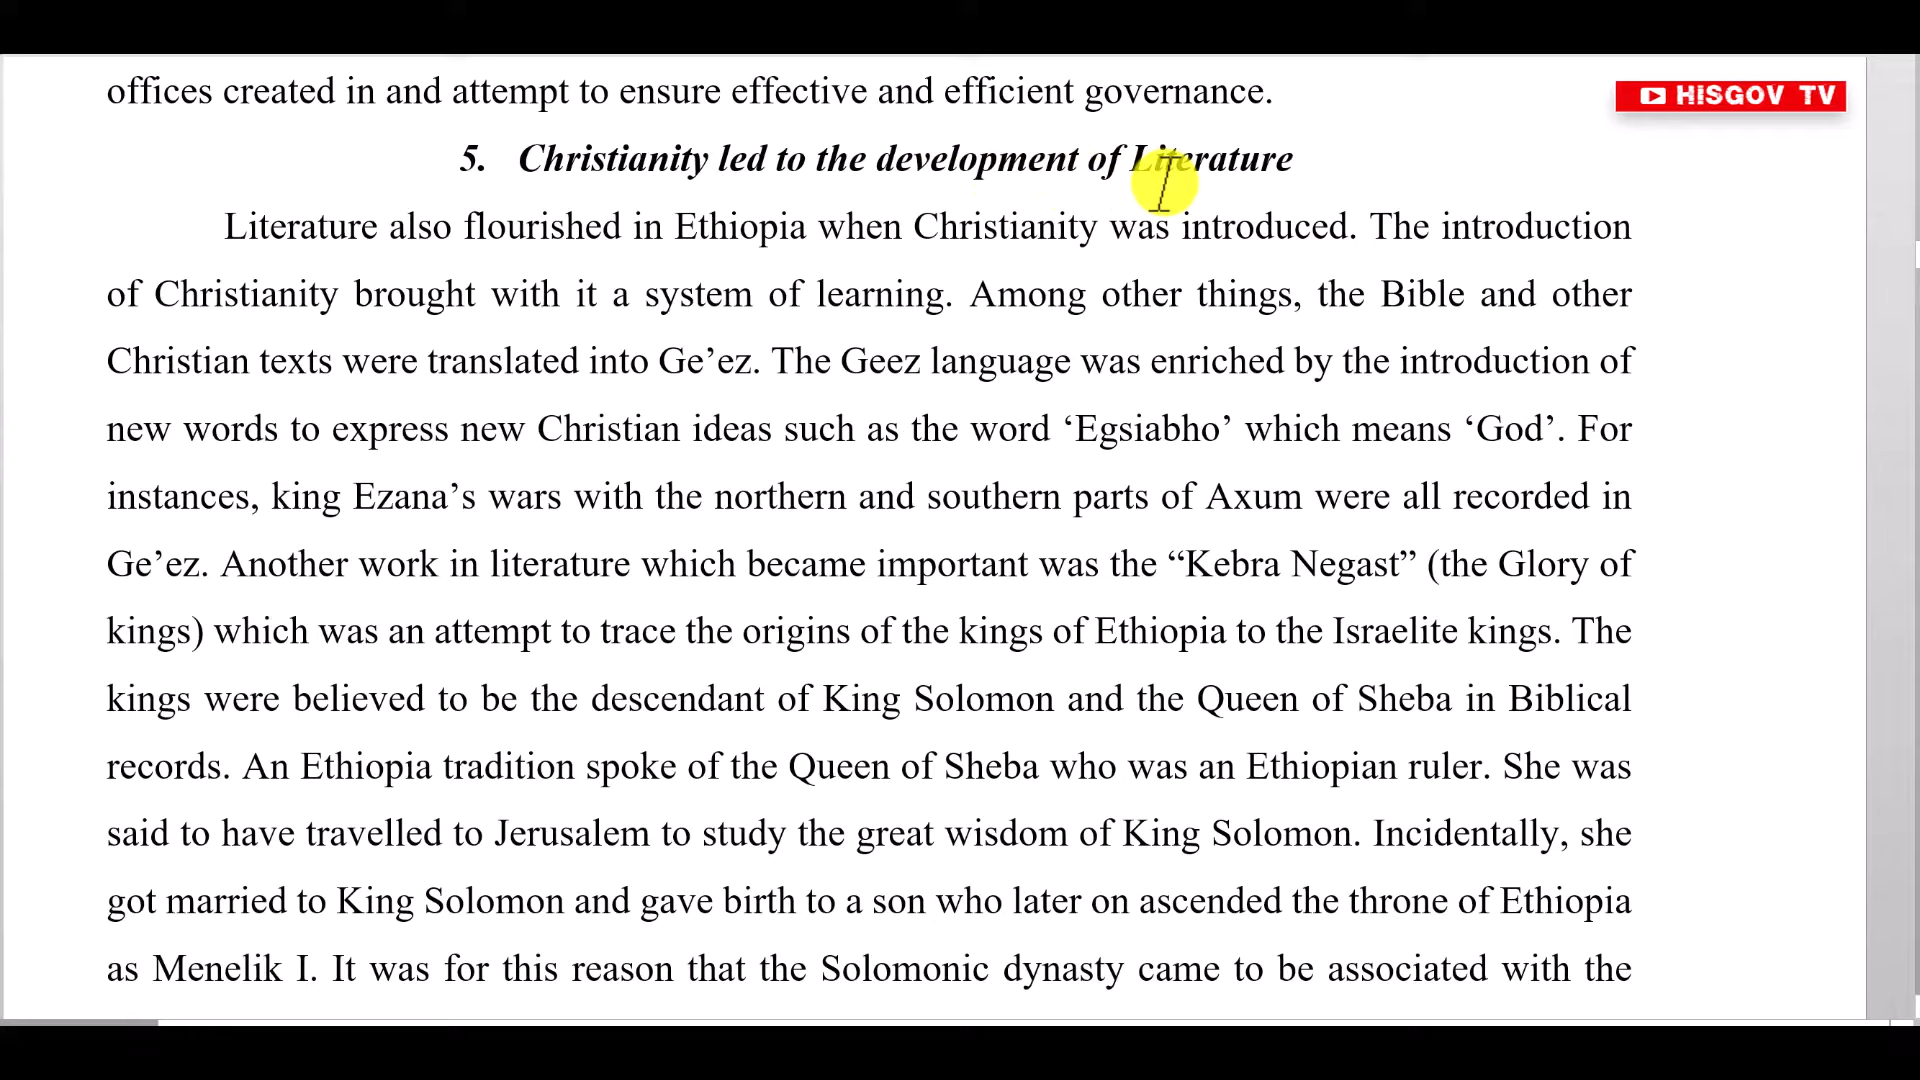 offices created in and attempt to ensure effective and efficient governance.
HISGOV TV
5. Christianity led to the development of Literature
Literature also flourished in Ethiopia when Christianity was introduced. The introduction
of Christianity brought with it a system of learning. Among other things, the Bible and other
Christian texts were translated into Ge’ez. The Geez language was enriched by the introduction of
new words to express new Christian ideas such as the word ‘Egsiabho’ which means ‘God’. For
instances, king Ezana’s wars with the northern and southern parts of Axum were all recorded in
Ge’ez. Another work in literature which became important was the “Kebra Negast” (the Glory of
kings) which was an attempt to trace the origins of the kings of Ethiopia to the Israelite kings. The
kings were believed to be the descendant of King Solomon and the Queen of Sheba in Biblical
records. An Ethiopia tradition spoke of the Queen of Sheba who was an Ethiopian ruler. She was
said to have travelled to Jerusalem to study the great wisdom of King Solomon. Incidentally, she
got married to King Solomon and gave birth to a son who later on ascended the throne of Ethiopia
as Menelik I. It was for this reason that the Solomonic dynasty came to be associated with the